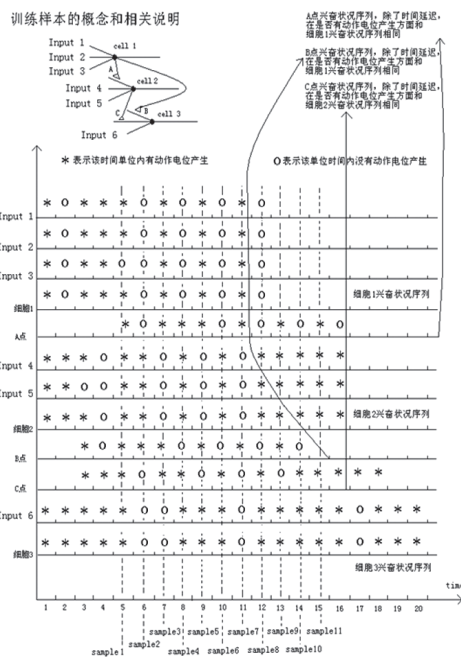 训练样本的概念和相关说明
A点兴奋状况序列，除了时间延迟，
在是否有动作电位产生方面和
细胞1兴奋状况序列相同
B点兴奋状况序列，除了时间延迟，
在是否有动作电位产生方面和
细胞1兴奋状况序列相同
C点兴奋状况序列，除了时间延迟，
在是否有动作电位产生方面和
细胞2兴奋状况序列相同
Input 1
cell 1
Input 2
Input 3
A
cell 2
Input 4
Input 5
C
B
cell 3
Input 6
* 表示该时间单位内有动作电位产生
O表示该单位时间内没有动作电位产生
* O * * * O * O * O * O
Input 1
* O * * * O * O * O * O
Input 2
* O * * O O * O * O * O
Input 3
* O * * * O * O * O * O 细胞1兴奋状况序列
细胞1
* O * * * O * O * O * O
A点
* * * O * O * O * O * * * * * *
Input 4
* * O O * O * O * O * * * * * *
Input 5
* * * O * O * O * O * * * * * * 细胞2兴奋状况序列
细胞2
* O * * * O * O * O * O
B点
* * * O * O * O * O * O * * * * *
C点
* * * * * O O * * * O * * * * * O * * *
Input 6
* * * * * O O * * * O * * * * * O * * *
细胞3
细胞3兴奋状况序列
time
1 2 3 4 5 6 7 8 9 10 11 12 13 14 15 16 17 18 19 20
sample3 sample5 sample7 sample9 sample11
sample2
sample1 sample4 sample6 sample8 sample10